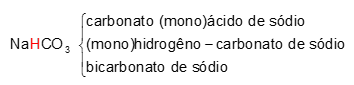 carbonato (mono)ácido de sódio
NaHCO₃ (mono)hidrogêno – carbonato de sódio
bicarbonato de sódio